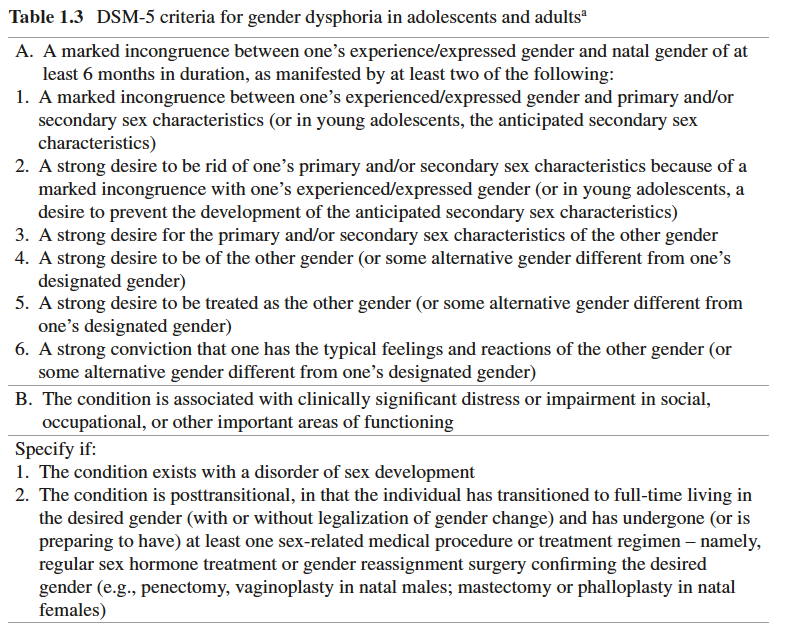 Table 1.3 DSM-5 criteria for gender dysphoria in adolescents and adultsª
A. A marked incongruence between one’s experience/expressed gender and natal gender of at
least 6 months in duration, as manifested by at least two of the following:
1. A marked incongruence between one’s experienced/expressed gender and primary and/or
secondary sex characteristics (or in young adolescents, the anticipated secondary sex
characteristics)
2. A strong desire to be rid of one’s primary and/or secondary sex characteristics because of a
marked incongruence with one’s experienced/expressed gender (or in young adolescents, a
desire to prevent the development of the anticipated secondary sex characteristics)
3. A strong desire for the primary and/or secondary sex characteristics of the other gender
4. A strong desire to be of the other gender (or some alternative gender different from one’s
designated gender)
5. A strong desire to be treated as the other gender (or some alternative gender different from
one’s designated gender)
6. A strong conviction that one has the typical feelings and reactions of the other gender (or
some alternative gender different from one’s designated gender)
B. The condition is associated with clinically significant distress or impairment in social,
occupational, or other important areas of functioning
Specify if:
1. The condition exists with a disorder of sex development
2. The condition is posttransitional, in that the individual has transitioned to full-time living in
the desired gender (with or without legalization of gender change) and has undergone (or is
preparing to have) at least one sex-related medical procedure or treatment regimen – namely,
regular sex hormone treatment or gender reassignment surgery confirming the desired
gender (e.g., penectomy, vaginoplasty in natal males; mastectomy or phalloplasty in natal
females)